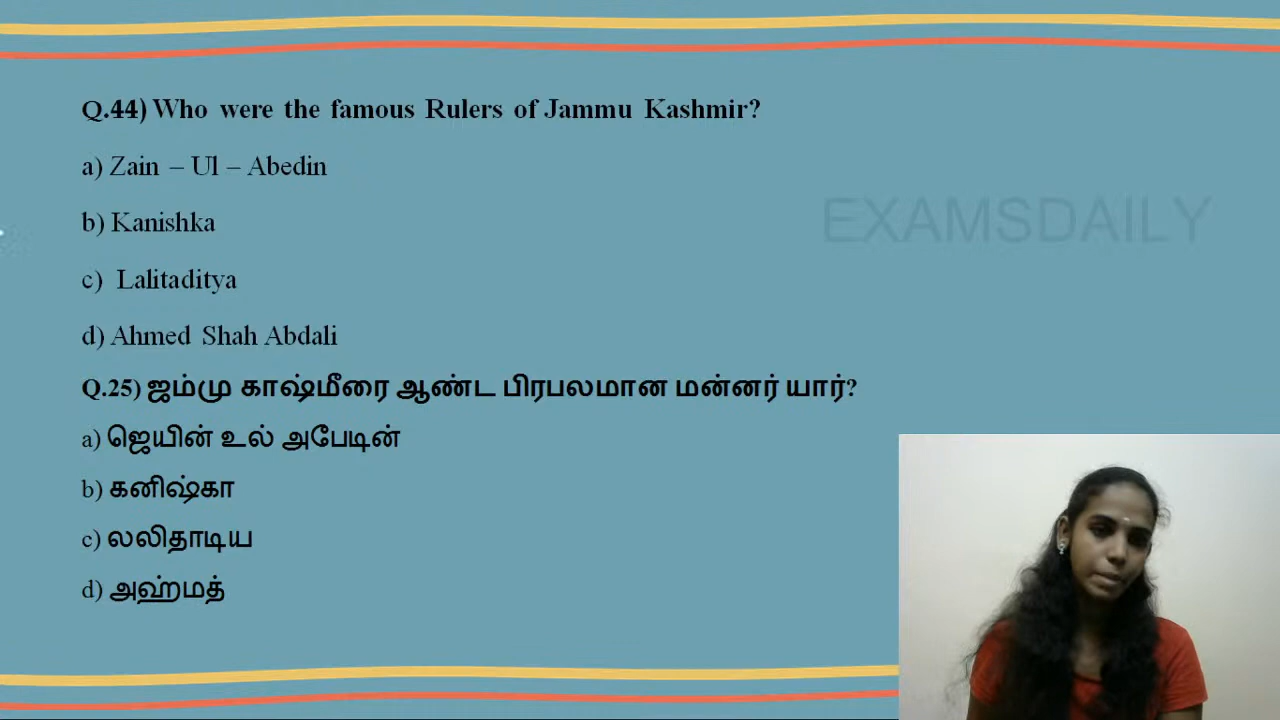 Q.44) Who were the famous Rulers of Jammu Kashmir?
a) Zain – Ul – Abedin
EXAMSDAILY
b) Kanishka
c) Lalitaditya
d) Ahmed Shah Abdali
Q.25) ஜம்மு காஷ்மீரை ஆண்ட பிரபலமான மன்னர் யார்?
a) ஜெயின் உல் அபேடின்
b) கனிஷ்கா
c) லலிதாடிய
d) அஹ்மத்